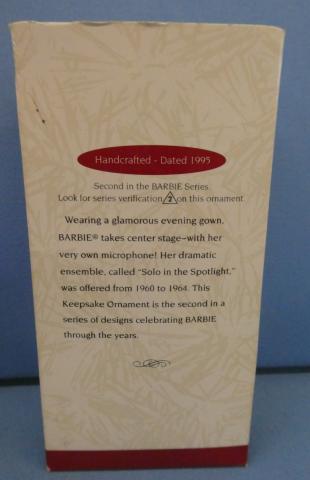 Handcrafted - Dated 1995
Second in the BARBIE Series
Look for series verification 2 on this ornament
Wearing a glamorous evening gown,
BARBIE® takes center stage–with her
very own microphone! Her dramatic
ensemble, called "Solo in the Spotlight,"
was offered from 1960 to 1964. This
Keepsake Ornament is the second in a
series of designs celebrating BARBIE
through the years.